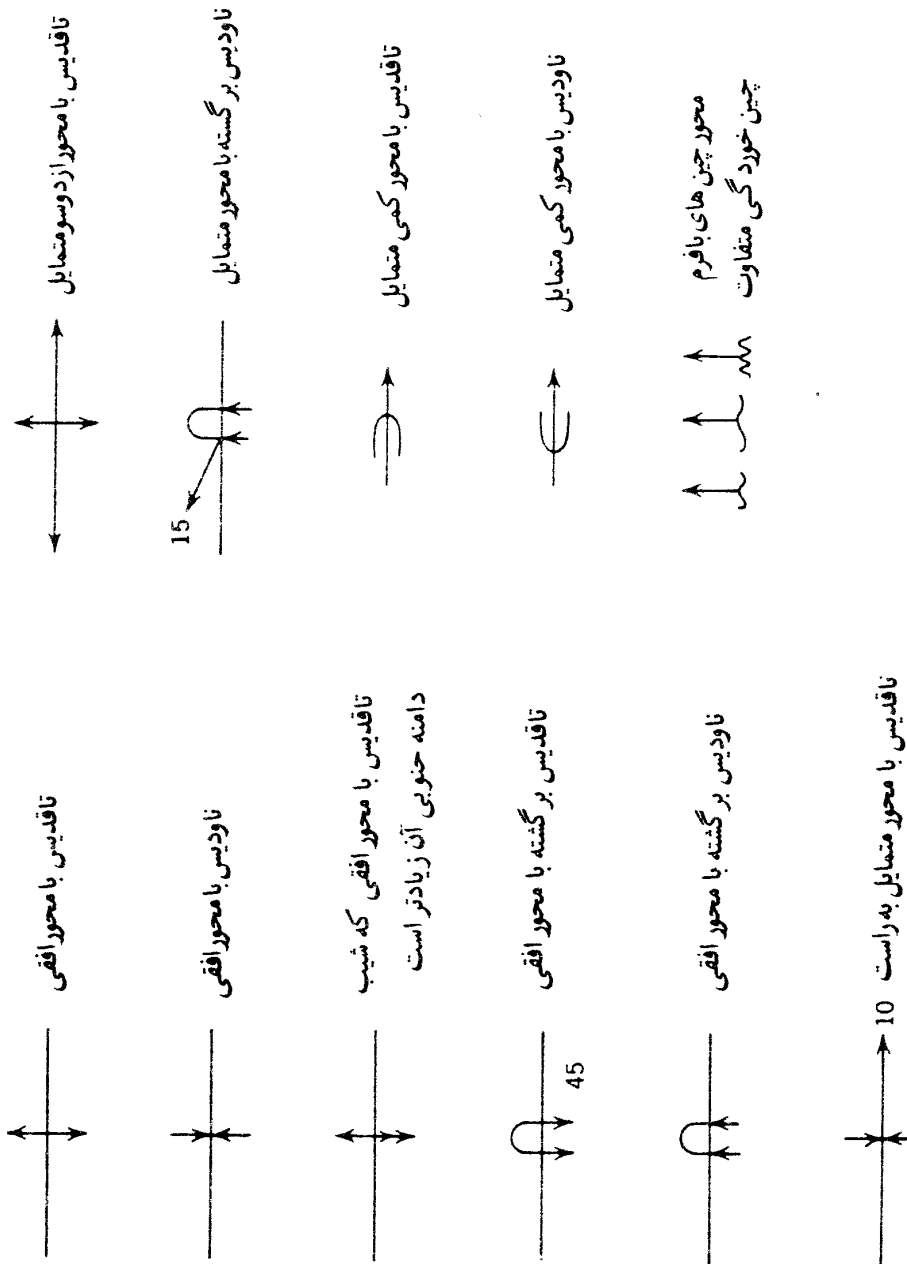 تاقدیس با محور افقی
ناودیس با محور افقی
تاقدیس با محور افقی که شیب
دامنه جنوبی آن زیادتر است
تاقدیس برگشته با محور افقی
45
ناودیس برگشته با محور افقی
ناقدیس با محور متمایل به راست
10
تاقدیس با محور از دو سو متمایل
ناودیس برگسته با محور متمایل
15
تاقدیس با محور کمی متمایل
ناودیس با محور کمی متمایل
محور چین های با فرم
چین خوردگی متفاوت